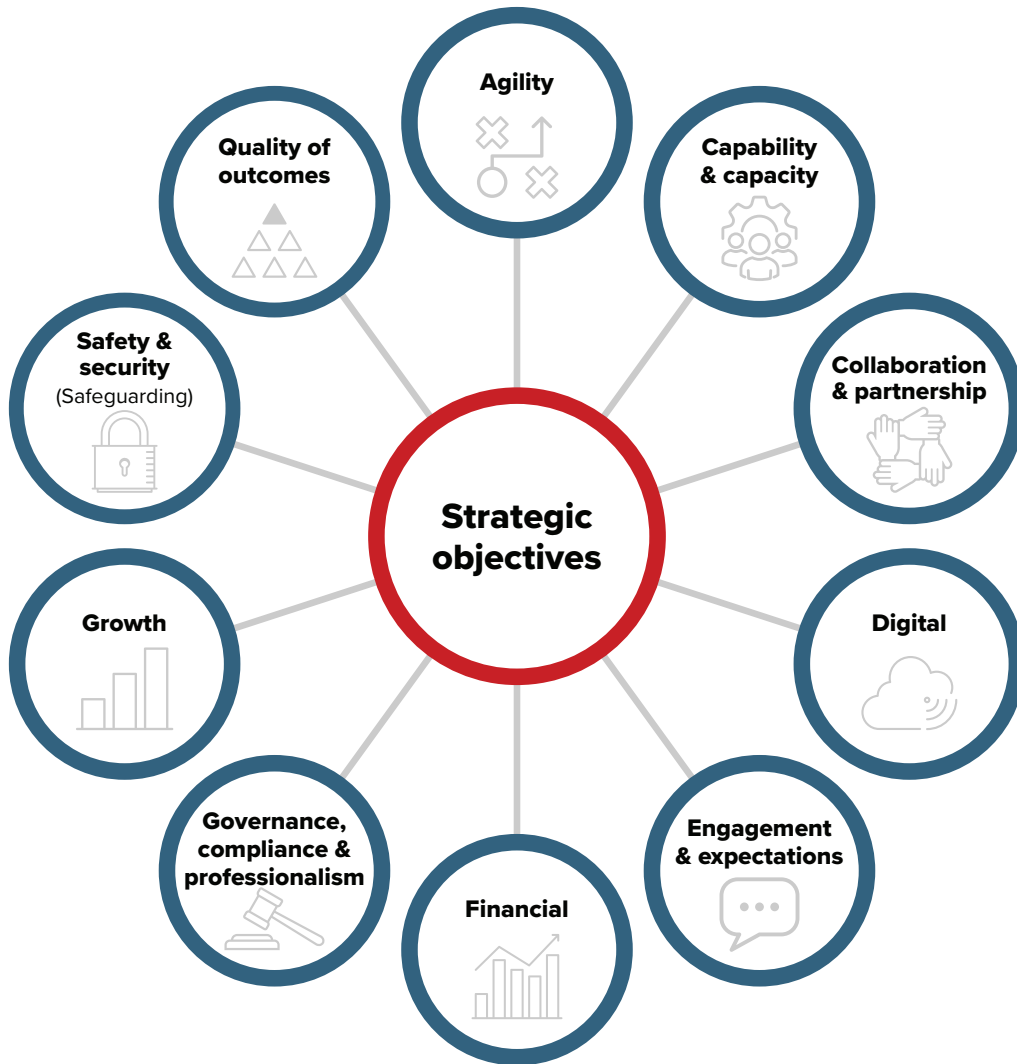 Agility
Capability
& capacity
Collaboration
& partnership
Digital
Engagement
& expectations
Financial
Governance,
compliance &
professionalism
Growth
Safety &
security
(Safeguarding)
Quality of
outcomes
Strategic
objectives